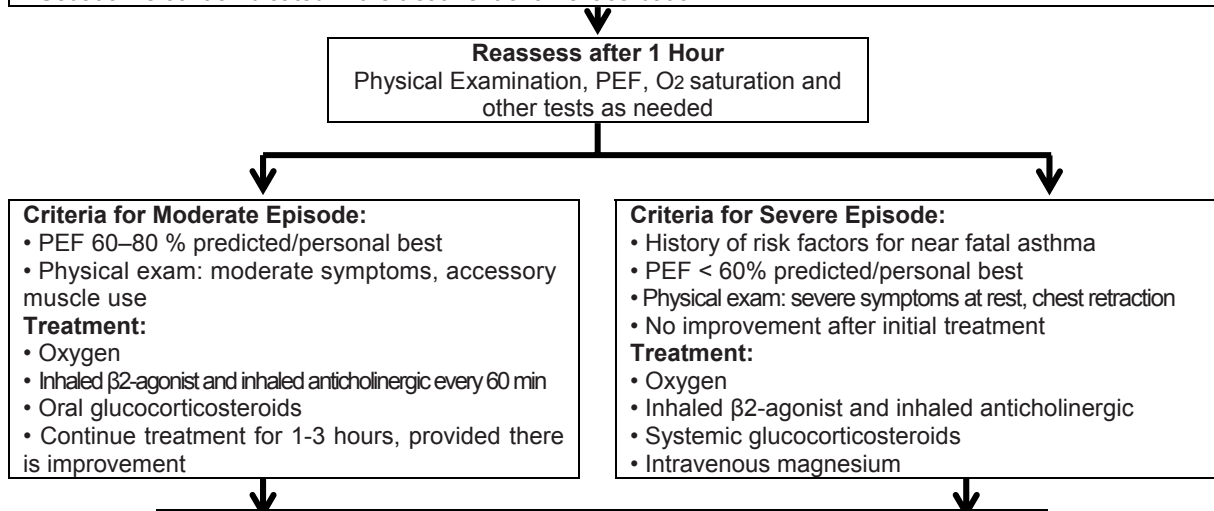 Reassess after 1 Hour
Physical Examination, PEF, O2 saturation and
other tests as needed
Criteria for Moderate Episode:
• PEF 60–80 % predicted/personal best
• Physical exam: moderate symptoms, accessory
muscle use
Treatment:
• Oxygen
• Inhaled β2-agonist and inhaled anticholinergic every 60 min
• Oral glucocorticosteroids
• Continue treatment for 1-3 hours, provided there
is improvement
Criteria for Severe Episode:
• History of risk factors for near fatal asthma
• PEF < 60% predicted/personal best
• Physical exam: severe symptoms at rest, chest retraction
• No improvement after initial treatment
Treatment:
• Oxygen
• Inhaled β2-agonist and inhaled anticholinergic
• Systemic glucocorticosteroids
• Intravenous magnesium